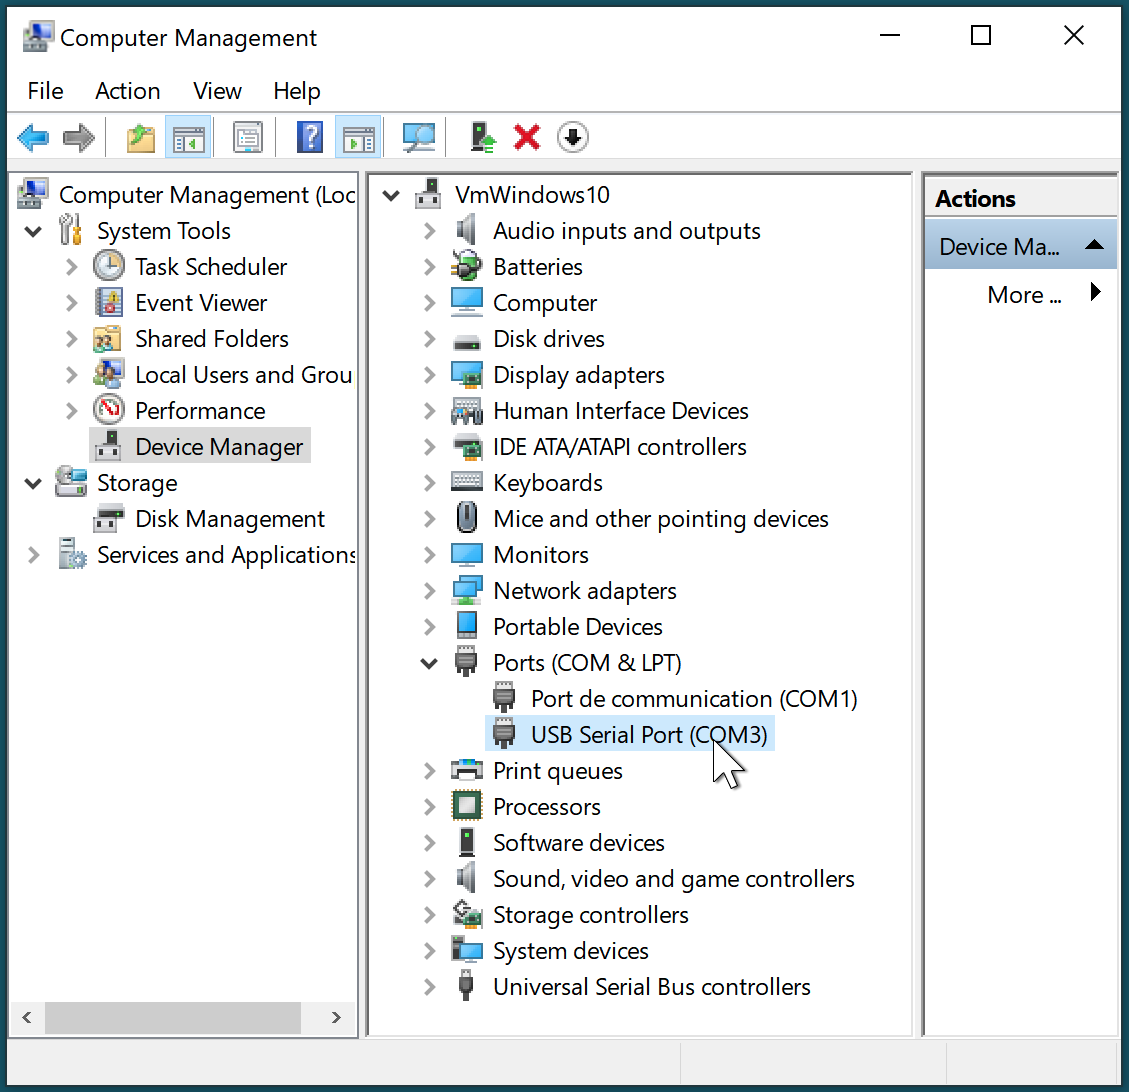 Computer Management
File Action View Help
Computer Management (Loc
System Tools
Task Scheduler
Event Viewer
Shared Folders
Local Users and Grou
Performance
Device Manager
Storage
Disk Management
Services and Applications
VmWindows10
Audio inputs and outputs
Batteries
Computer
Disk drives
Display adapters
Human Interface Devices
IDE ATA/ATAPI controllers
Keyboards
Mice and other pointing devices
Monitors
Network adapters
Portable Devices
Ports (COM & LPT)
Port de communication (COM1)
USB Serial Port (COM3)
Print queues
Processors
Software devices
Sound, video and game controllers
Storage controllers
System devices
Universal Serial Bus controllers
Actions
Device Ma...
More ...